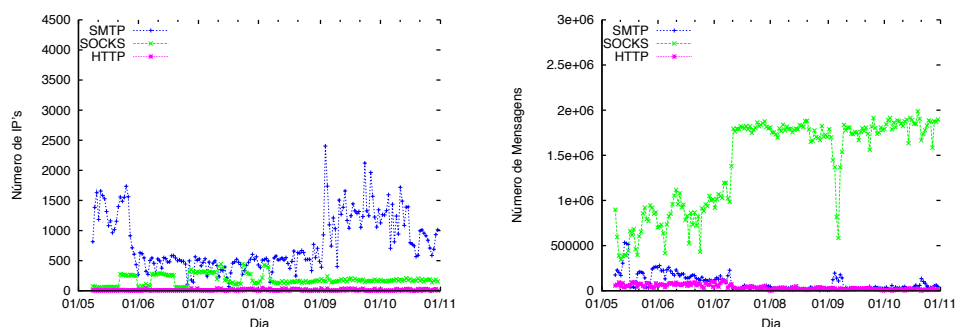 4500
4000
3500
3000
2500
2000
1500
1000
500
0
Número de IP's
SMTP
SOCKS
HTTP
01/05 01/06 01/07 01/08 01/09 01/10 01/11
Dia
3e+06
2.5e+06
2e+06
1.5e+06
1e+06
500000
0
Número de Mensagens
SMTP
SOCKS
HTTP
01/05 01/06 01/07 01/08 01/09 01/10 01/11
Dia